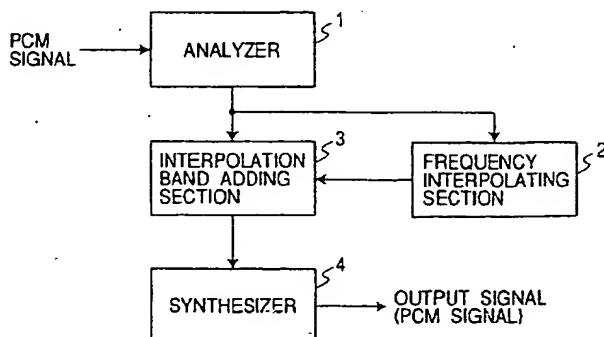 PCM
SIGNAL
ANALYZER
1
INTERPOLATION
BAND ADDING
SECTION
3
FREQUENCY
INTERPOLATING
SECTION
2
SYNTHESIZER
4
OUTPUT SIGNAL
(PCM SIGNAL)